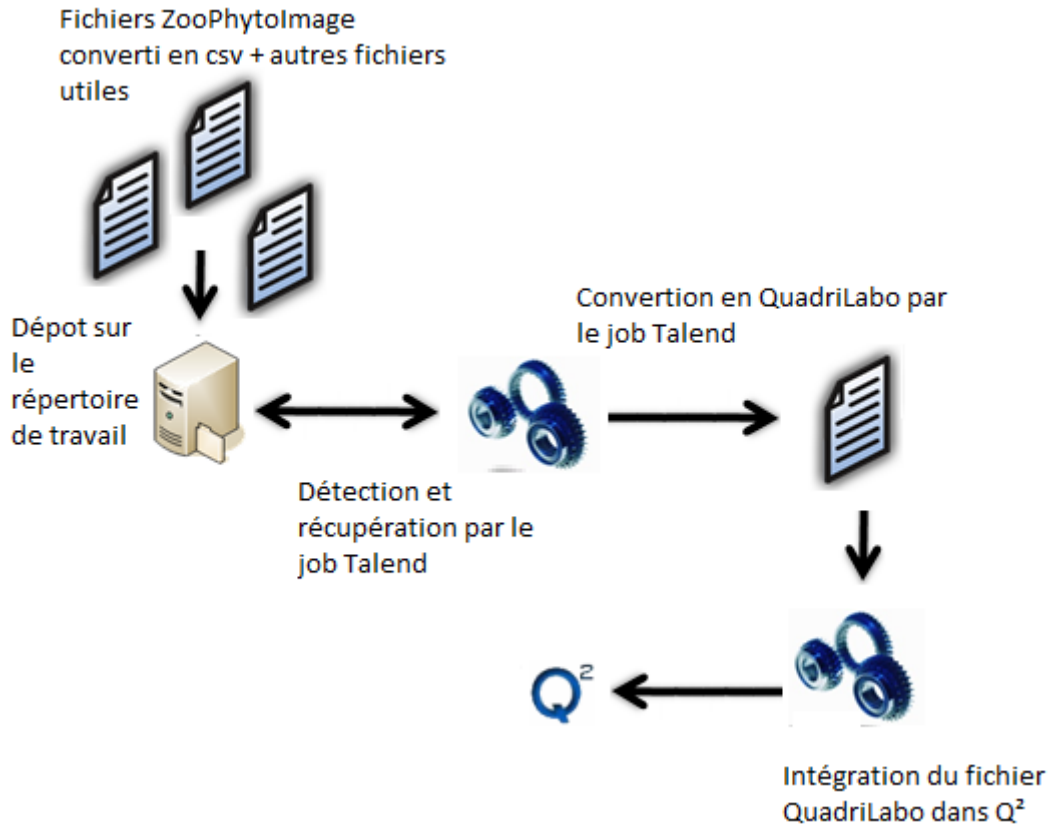 Fichiers ZooPhytoImage
converti en csv + autres fichiers
utiles
Dépot sur
le
répertoire
de travail
Détection et
récupération par le
job Talend
Convertion en QuadriLabo par
le job Talend
Q²
Intégration du fichier
QuadriLabo dans Q²